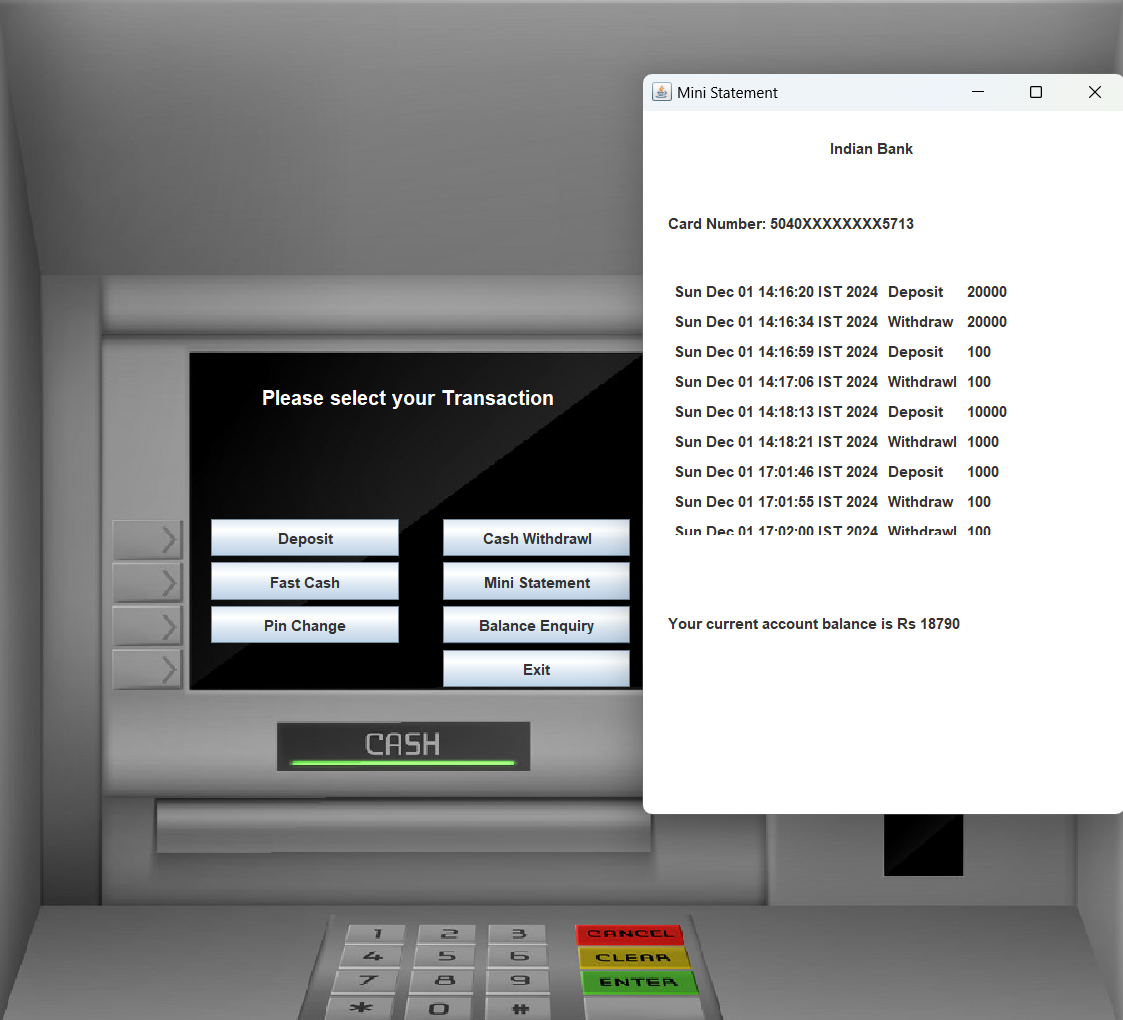 Mini Statement
Indian Bank
Card Number: 5040XXXXXXXX5713
Sun Dec 01 14:16:20 IST 2024 Deposit 20000
Sun Dec 01 14:16:34 IST 2024 Withdraw 20000
Sun Dec 01 14:16:59 IST 2024 Deposit 100
Sun Dec 01 14:17:06 IST 2024 Withdrawl 100
Sun Dec 01 14:18:13 IST 2024 Deposit 10000
Sun Dec 01 14:18:21 IST 2024 Withdrawl 1000
Sun Dec 01 17:01:46 IST 2024 Deposit 1000
Sun Dec 01 17:01:55 IST 2024 Withdraw 100
Sun Dec 01 17:02:00 IST 2024 Withdrawl 100
Your current account balance is Rs 18790
Please select your Transaction
Deposit Cash Withdrawl
Fast Cash Mini Statement
Pin Change Balance Enquiry
Exit
CASH
1 2 3 CANCEL
4 5 6 CLEAR
7 8 9 ENTER
* 0 #